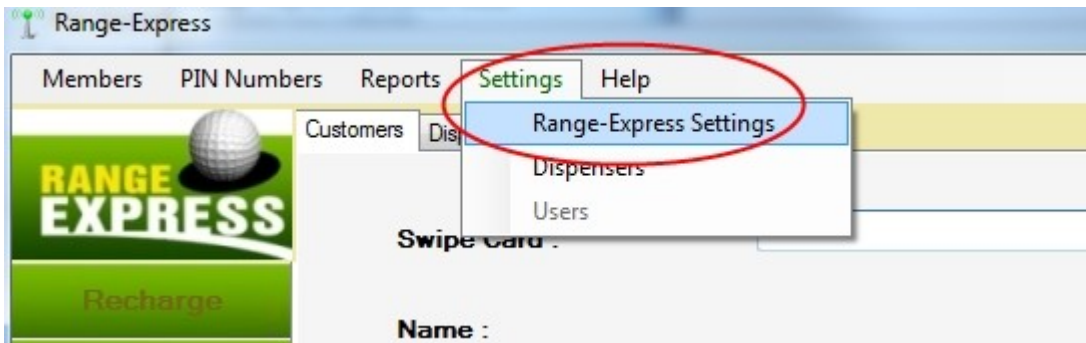 Range-Express
Members PIN Numbers Reports Settings Help
Range-Express Settings
Customers
Dispensers
Users
RANGE
EXPRESS
Swipe Card :
Recharge
Name :